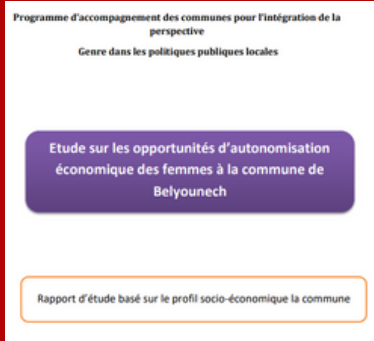 Programme d'accompagnement des communes pour l'intégration de la
perspective
Genre dans les politiques publiques locales
Etude sur les opportunités d'autonomisation
économique des femmes à la commune de
Belyounech
Rapport d'étude basé sur le profil socio-économique la commune